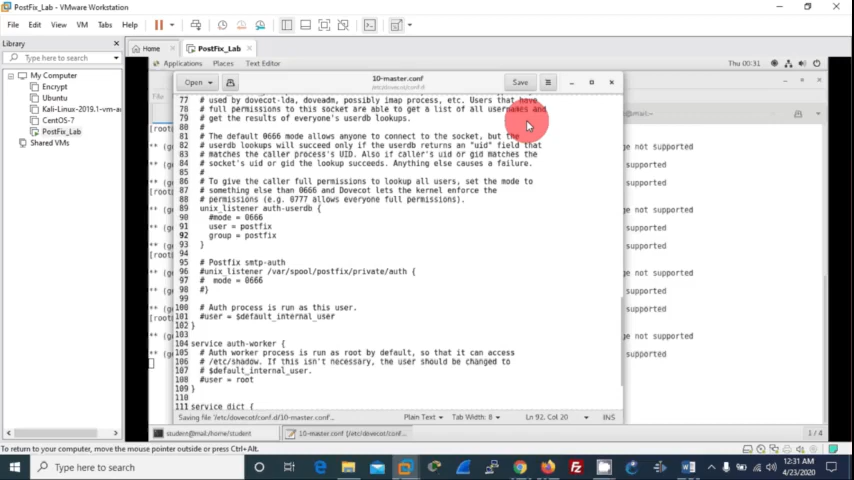 PostFix_Lab - VMware Workstation
File Edit View VM Tabs Help
Library
Type here to search
My Computer
Encrypt
Ubuntu
Kali-Linux-2019.1-vm-a
CentOS-7
PostFix_Lab
Shared VMs
Home
PostFix_Lab
Applications Places Text Editor
Thu 00:31
Open
10-master.conf
/etc/dovecot/conf.d
Save
77 # used by dovecot-lda, doveadm, possibly imap process, etc. Users that have
78 # full permissions to this socket are able to get a list all usernames and
79 # get the results of everyone's userdb lookups.
80 #
81 # The default 0666 mode allows anyone to connect to the socket, but the
82 # userdb lookups will succeed only if the userdb returns an "uid" field that
83 # matches the caller process's UID. Also if caller's uid or gid matches the
84 # socket's uid or gid the lookup succeeds. Anything else causes a failure.
85 #
86 # To give the caller full permissions to lookup all users, set the mode to
87 # something else than 0666 and Dovecot lets the kernel enforce the
88 # permissions (e.g. 0777 allows everyone full permissions).
89 unix_listener auth-userdb {
90 #mode = 0666
91 user = postfix
92 group = postfix
93 }
94
95 # Postfix smtp-auth
96 #unix_listener /var/spool/postfix/private/auth {
97 # mode = 0666
98 #}
99
100 # Auth process is run as this user.
101 #user = $default_internal_user
102 }
103
104 service auth-worker {
105 # Auth worker process is run as root by default, so that it can access
106 # /etc/shadow. If this isn't necessary, the user should be changed to
107 # $default_internal_user.
108 #user = root
109 }
110
111 service dict {
Saving file '/etc/dovecot/conf.d/10-master.conf'...
Plain Text
Tab Width: 8
Ln 92, Col 20
INS
File
@mail:~
[root
** (g
** (g
** (g
[root
** (g
** (g
[root
** (g
** (g
** (g
[root
** (g
** (g
ge not supported
supported
supported
ge not supported
supported
ge not supported
supported
supported
ge not supported
supported
student@mail:/home/student
10-master.conf (/etc/dovecot/conf...
1 / 4
To return to your computer, move the mouse pointer outside or press Ctrl+Alt.
Type here to search
12:31 AM
4/23/2020